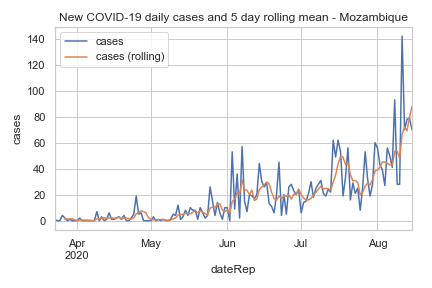 New COVID-19 daily cases and 5 day rolling mean - Mozambique
cases
cases (rolling)
140
120
100
80
60
40
20
0
cases
Apr
2020
May
Jun
Jul
Aug
dateRep